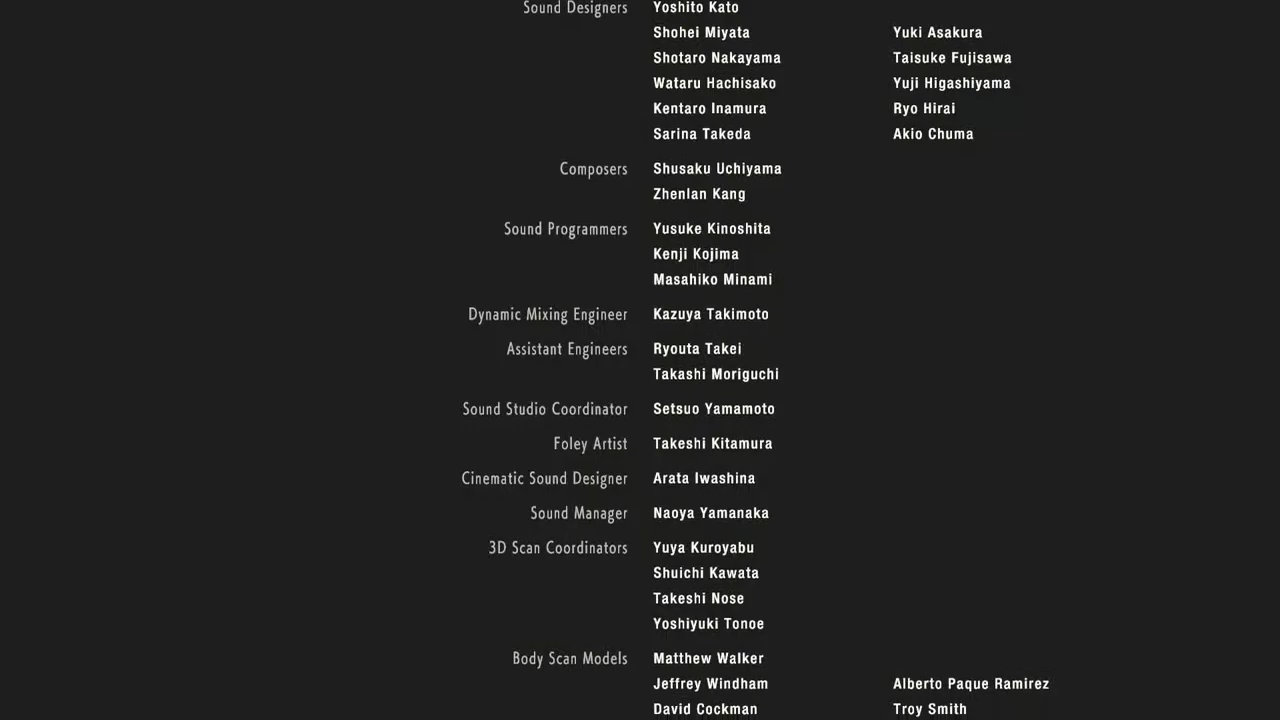 Sound Designers Yoshito Kato
Shohei Miyata Yuki Asakura
Shotaro Nakayama Taisuke Fujisawa
Wataru Hachisako Yuji Higashiyama
Kentaro Inamura Ryo Hirai
Sarina Takeda Akio Chuma
Composers Shusaku Uchiyama
Zhenlan Kang
Sound Programmers Yusuke Kinoshita
Kenji Kojima
Masahiko Minami
Dynamic Mixing Engineer Kazuya Takimoto
Assistant Engineers Ryouta Takei
Takashi Moriguchi
Sound Studio Coordinator Setsuo Yamamoto
Foley Artist Takeshi Kitamura
Cinematic Sound Designer Arata Iwashina
Sound Manager Naoya Yamanaka
3D Scan Coordinators Yuya Kuroyabu
Shuichi Kawata
Takeshi Nose
Yoshiyuki Tonoe
Body Scan Models Matthew Walker
Jeffrey Windham Alberto Paque Ramirez
David Cockman Troy Smith